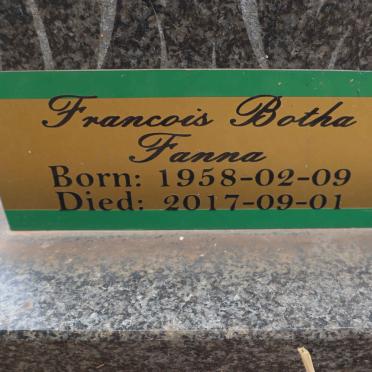 Francois Botha
Fanna
Born: 1958-02-09
Died: 2017-09-01